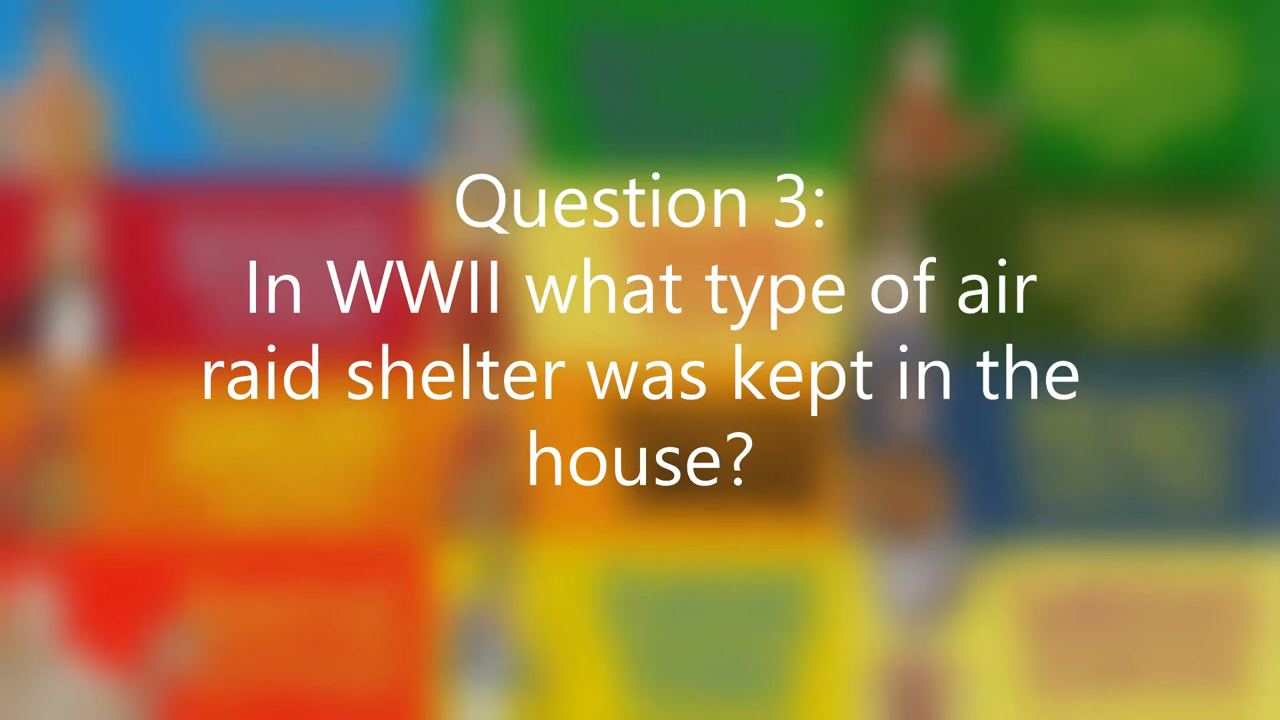 Question 3:
In WWII what type of air
raid shelter was kept in the
house?